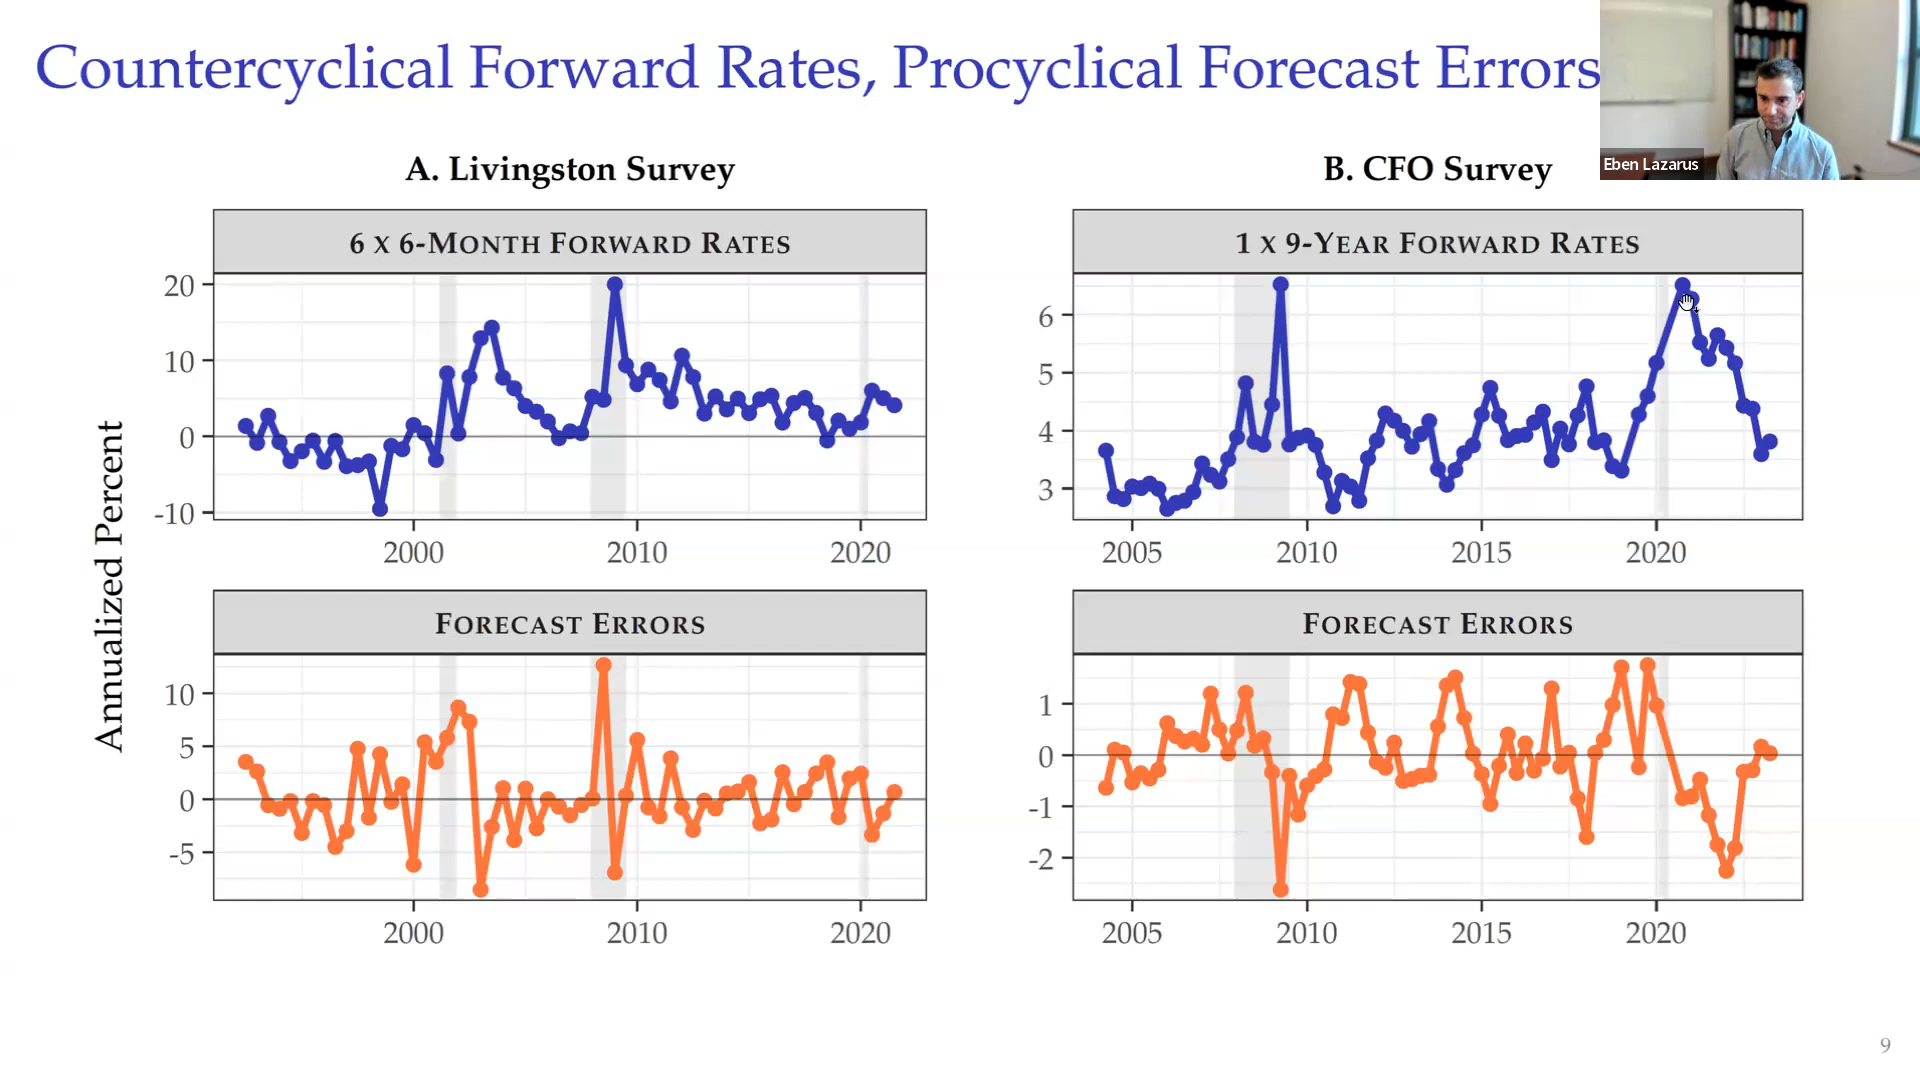 Countercyclical Forward Rates, Procyclical Forecast Errors
Eben Lazarus
A. Livingston Survey
B. CFO Survey
Annualized Percent
6 x 6-Month Forward Rates
20
10
0
-10
2000 2010 2020
1 x 9-Year Forward Rates
6
5
4
3
2005 2010 2015 2020
Forecast Errors
10
5
0
-5
2000 2010 2020
Forecast Errors
1
0
-1
-2
2005 2010 2015 2020
9